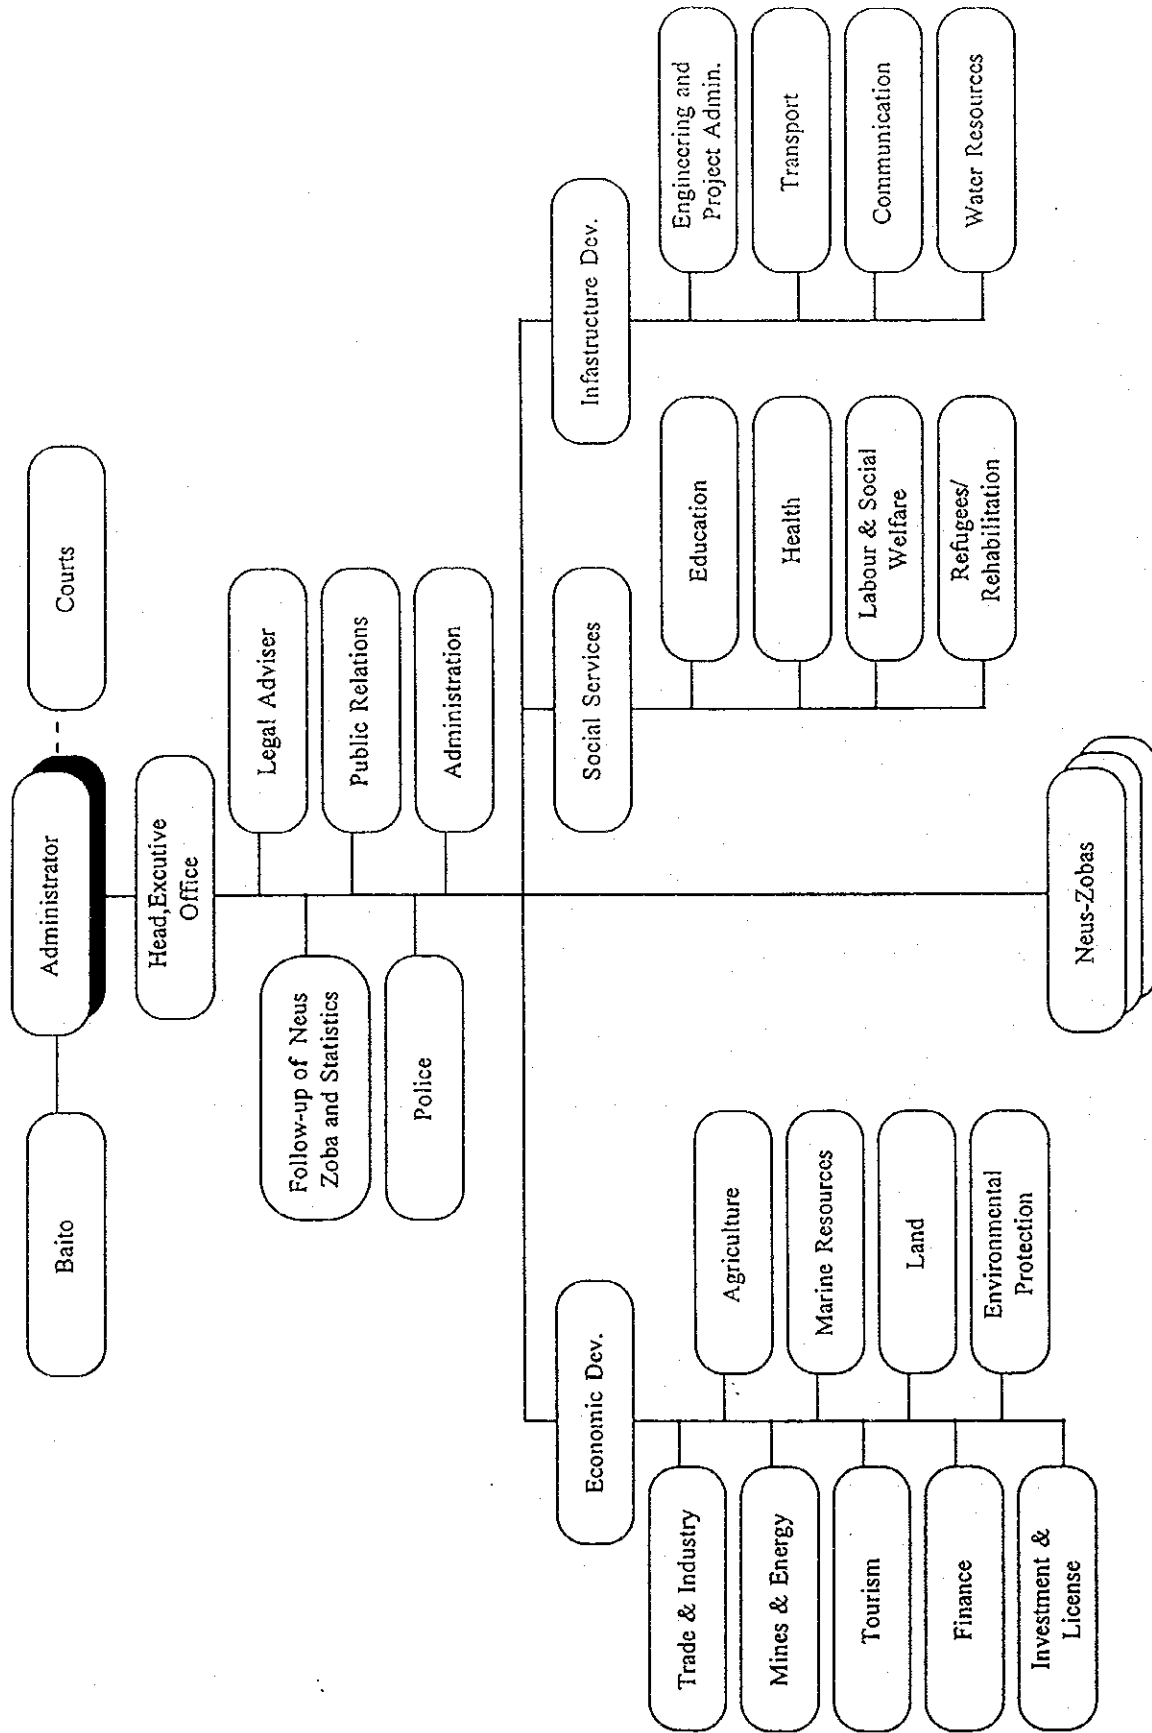 Baito
Administrator
Courts
Head,Excutive
Office
Legal Adviser
Follow-up of Neus
Zoba and Statistics
Public Relations
Police
Administration
Economic Dev.
Social Services
Infastructure Dev.
Trade & Industry
Agriculture
Mines & Energy
Marine Resources
Tourism
Land
Finance
Environmental
Protection
Investment &
License
Education
Health
Labour & Social
Welfare
Refugees/
Rehabilitation
Engineering and
Project Admin.
Transport
Communication
Water Resources
Neus-Zobas